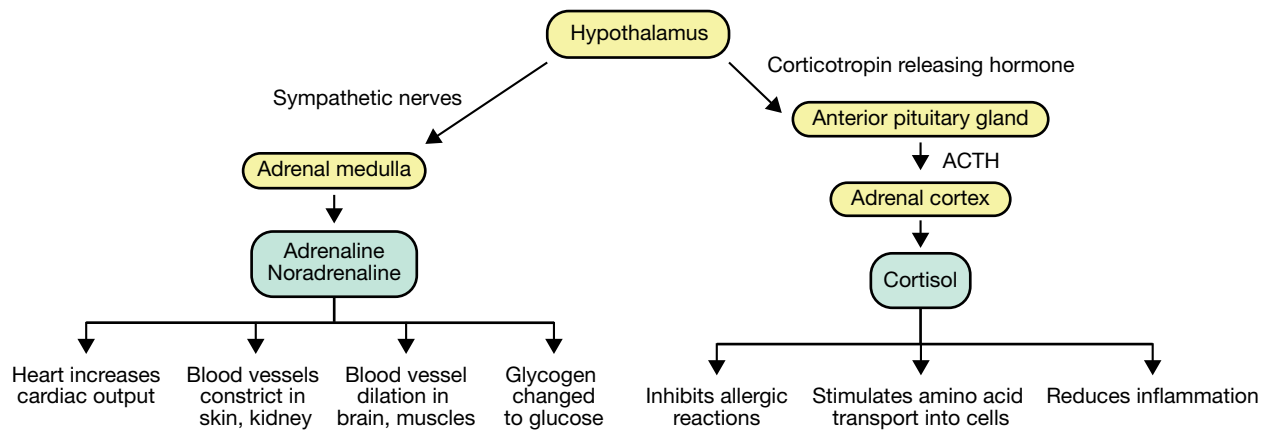 Hypothalamus
Corticotropin releasing hormone
Sympathetic nerves
Anterior pituitary gland
ACTH
Adrenal medulla
Adrenal cortex
Adrenaline
Noradrenaline
Cortisol
Heart increases
cardiac output
Blood vessels
constrict in
skin, kidney
Blood vessel
dilation in
brain, muscles
Glycogen
changed
to glucose
Inhibits allergic
reactions
Stimulates amino acid
transport into cells
Reduces inflammation